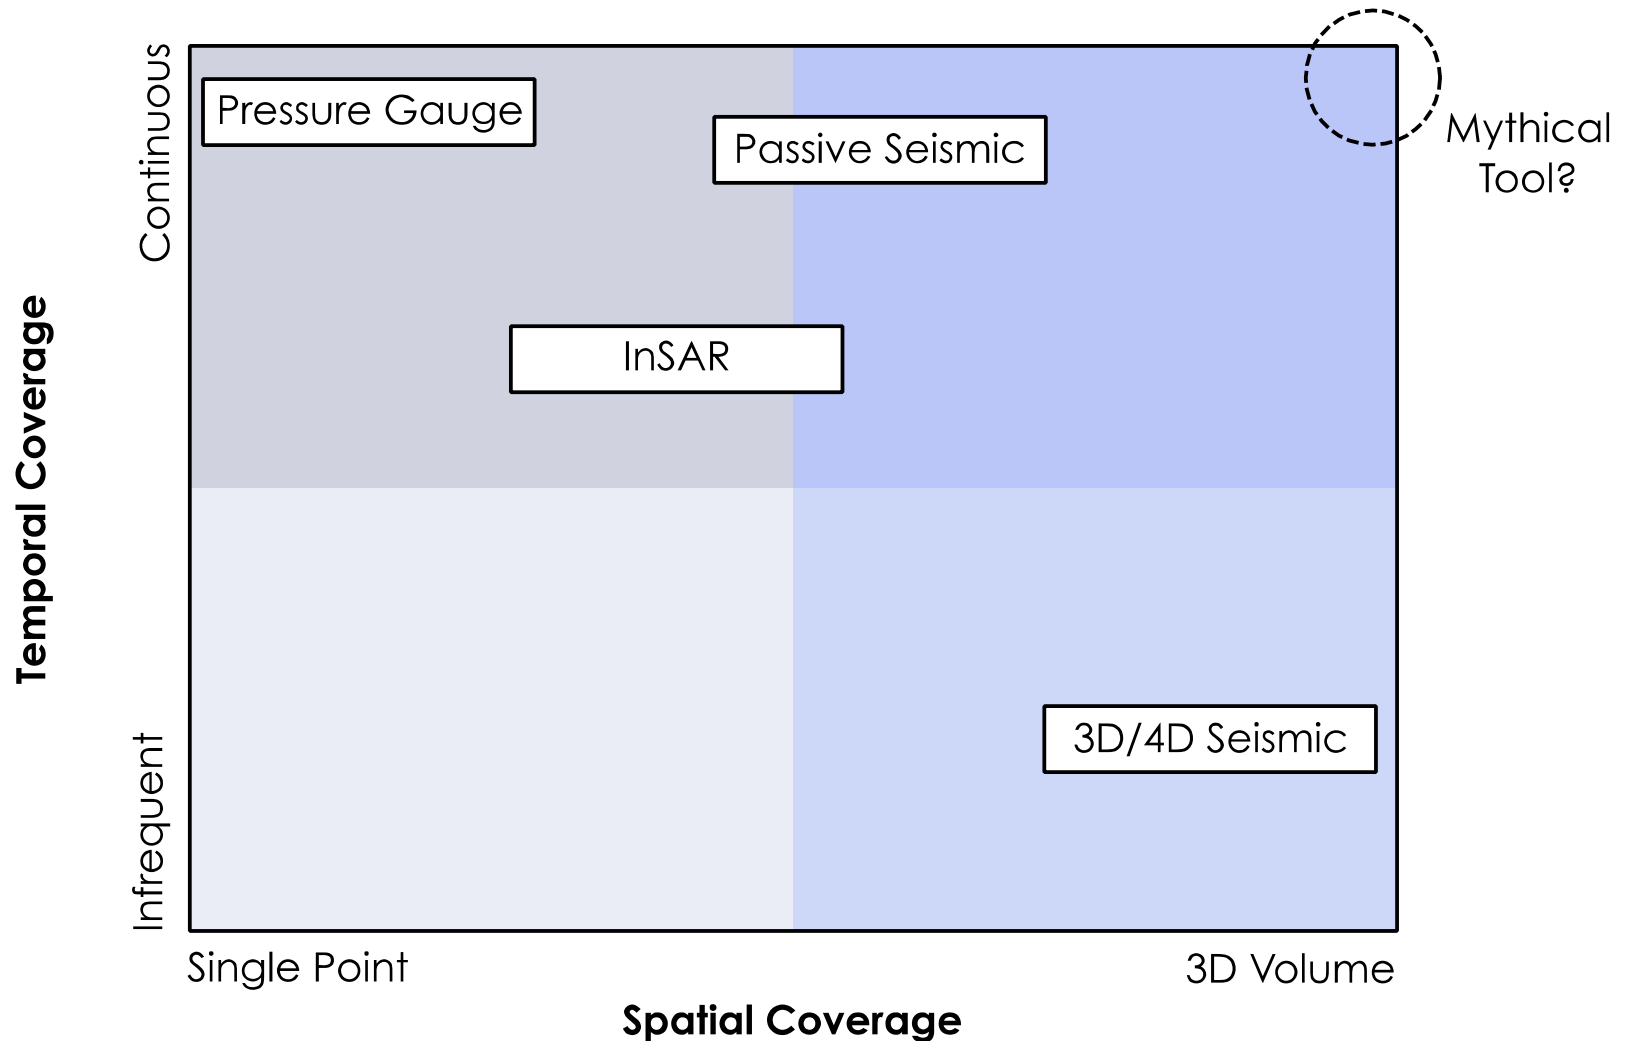 Continuous
Pressure Gauge
Passive Seismic
Mythical
Tool?
InSAR
Temporal Coverage
3D/4D Seismic
Infrequent
Single Point
3D Volume
Spatial Coverage